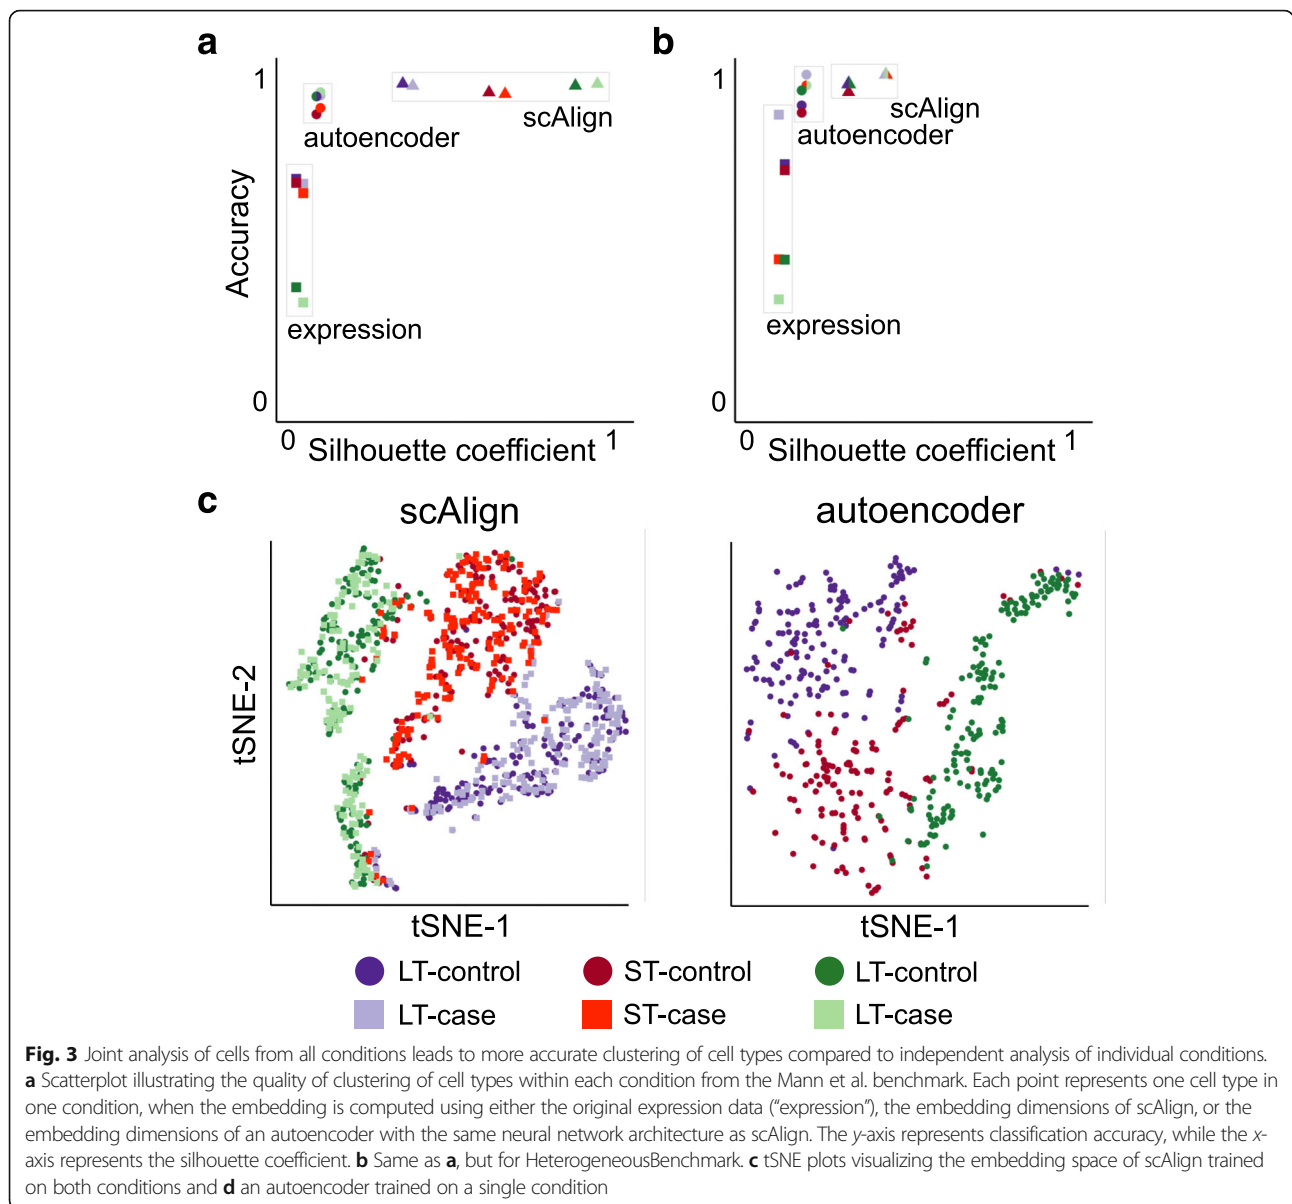 a
b
1
autoencoder
scAlign
expression
Accuracy
0
0
Silhouette coefficient
1
1
scAlign
autoencoder
expression
0
0
Silhouette coefficient
1
c
scAlign
autoencoder
tSNE-2
tSNE-1
tSNE-1
LT-control
ST-control
LT-control
LT-case
ST-case
LT-case
Fig. 3 Joint analysis of cells from all conditions leads to more accurate clustering of cell types compared to independent analysis of individual conditions.
a Scatterplot illustrating the quality of clustering of cell types within each condition from the Mann et al. benchmark. Each point represents one cell type in
one condition, when the embedding is computed using either the original expression data (“expression”), the embedding dimensions of scAlign, or the
embedding dimensions of an autoencoder with the same neural network architecture as scAlign. The y-axis represents classification accuracy, while the x-
axis represents the silhouette coefficient. b Same as a, but for HeterogeneousBenchmark. c tSNE plots visualizing the embedding space of scAlign trained
on both conditions and d an autoencoder trained on a single condition